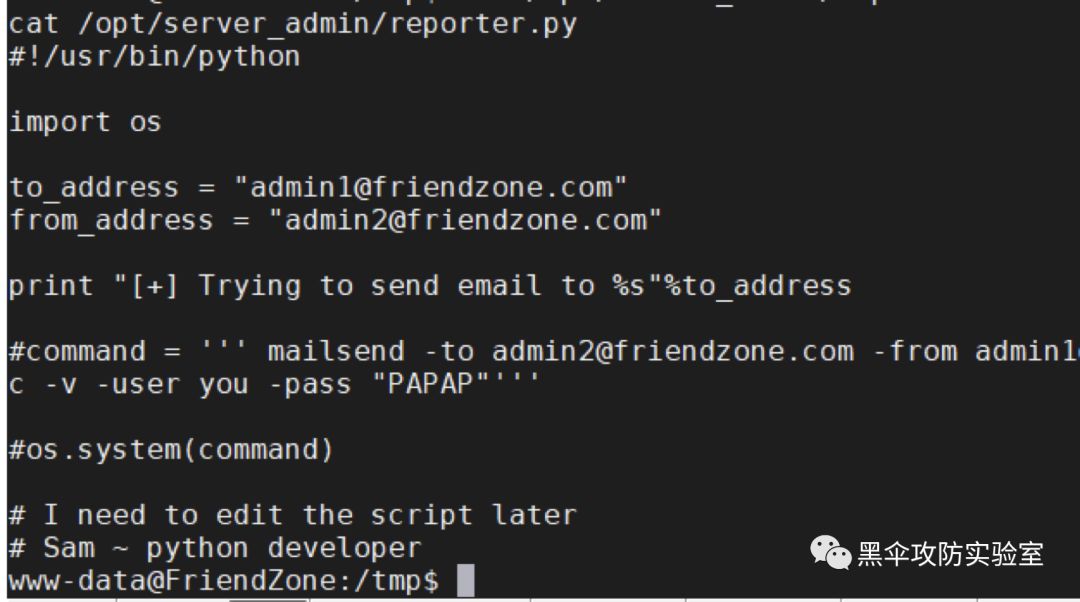 cat /opt/server_admin/reporter.py
#!/usr/bin/python
import os
to_address = "admin1@friendzone.com"
from_address = "admin2@friendzone.com"
print "[+] Trying to send email to %s"%to_address
#command = ''' mailsend -to admin2@friendzone.com -from admin1
c -v -user you -pass "PAPAP"'''
#os.system(command)
# I need to edit the script later
# Sam ~ python developer
www-data@FriendZone:/tmp$
黑伞攻防实验室